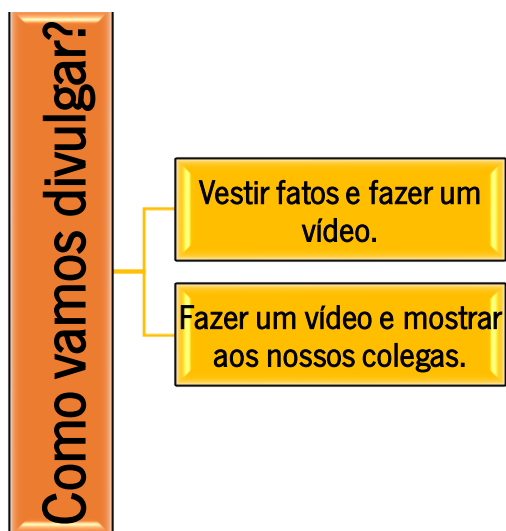 Como vamos divulgar?
Vestir fatos e fazer um
vídeo.
Fazer um vídeo e mostrar
aos nossos colegas.